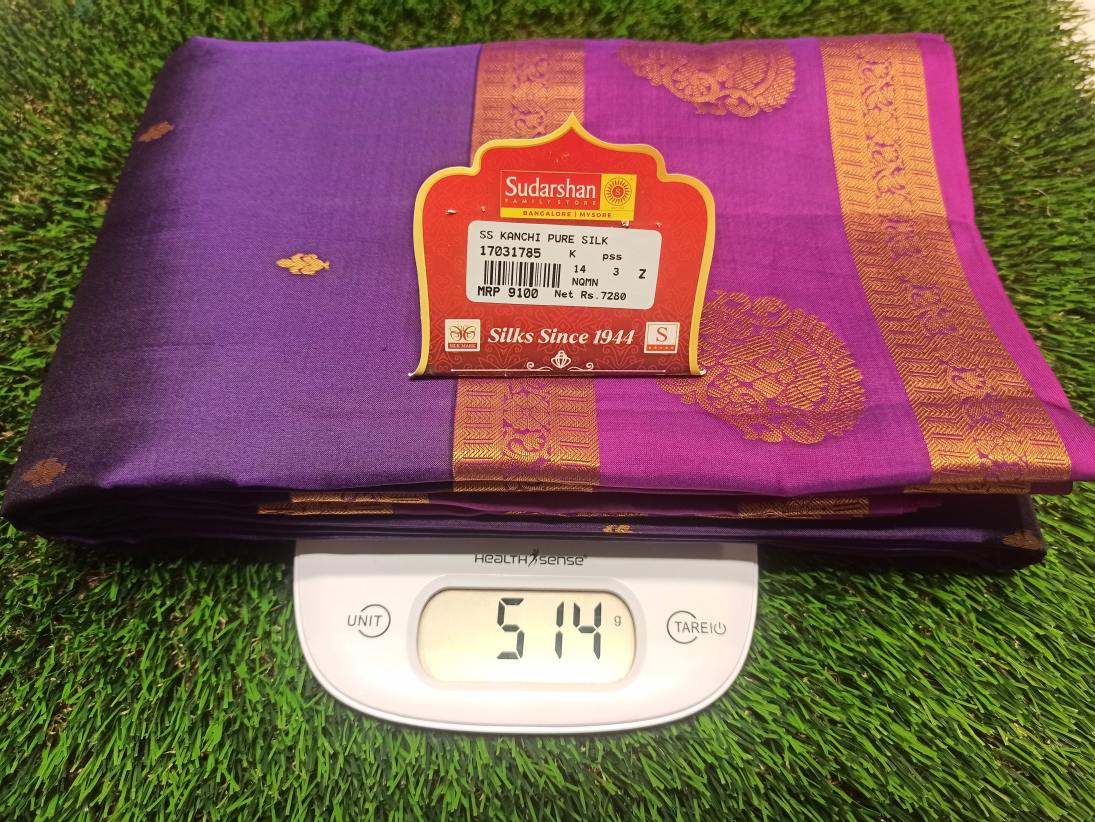 Sudarshan
FAMILY STORE
BANGALORE | MYSORE
SS KANCHI PURE SILK
17031785 K pss
14 3 Z
NQMN
MRP 9100 Net Rs.7280
SILK MARK Silks Since 1944 S
HEALTH SENSE
UNIT 514 g TARE|